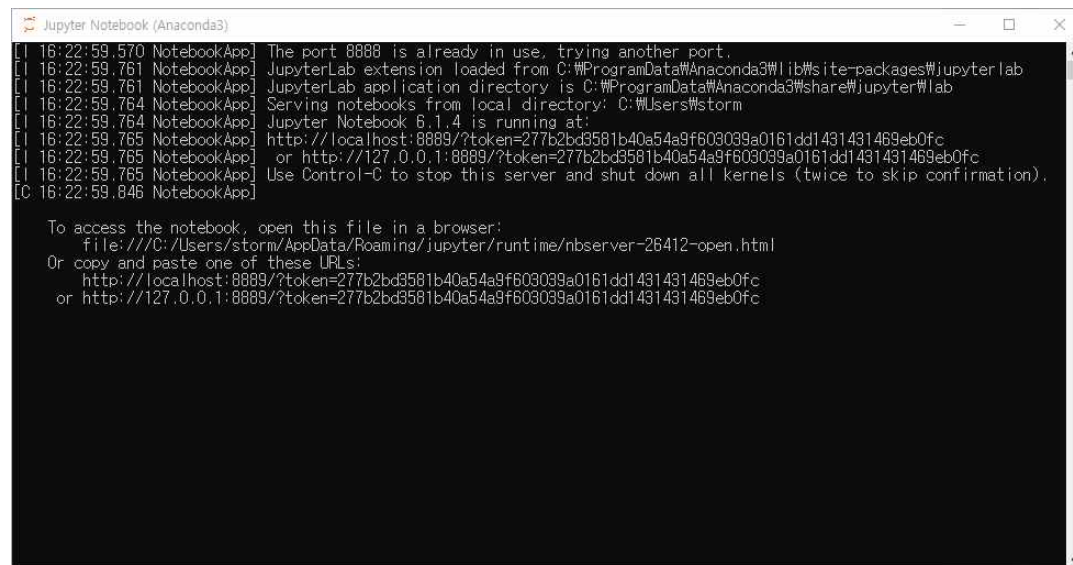 Jupyter Notebook (Anaconda3)
[I 16:22:59.570 NotebookApp] The port 8888 is already in use, trying another port.
[I 16:22:59.761 NotebookApp] JupyterLab extension loaded from C:₩ProgramData₩Anaconda3₩lib₩site-packages₩jupyterlab
[I 16:22:59.761 NotebookApp] JupyterLab application directory is C:₩ProgramData₩Anaconda3₩share₩jupyter₩lab
[I 16:22:59.764 NotebookApp] Serving notebooks from local directory: C:₩Users₩storm
[I 16:22:59.764 NotebookApp] Jupyter Notebook 6.1.4 is running at:
[I 16:22:59.765 NotebookApp] http://localhost:8889/?token=277b2bd3581b40a54a9f603039a0161dd1431431469eb0fc
[I 16:22:59.765 NotebookApp]  or http://127.0.0.1:8889/?token=277b2bd3581b40a54a9f603039a0161dd1431431469eb0fc
[I 16:22:59.765 NotebookApp] Use Control-C to stop this server and shut down all kernels (twice to skip confirmation).
[C 16:22:59.846 NotebookApp]
To access the notebook, open this file in a browser:
file:///C:/Users/storm/AppData/Roaming/jupyter/runtime/nbserver-26412-open.html
Or copy and paste one of these URLs:
http://localhost:8889/?token=277b2bd3581b40a54a9f603039a0161dd1431431469eb0fc
or http://127.0.0.1:8889/?token=277b2bd3581b40a54a9f603039a0161dd1431431469eb0fc